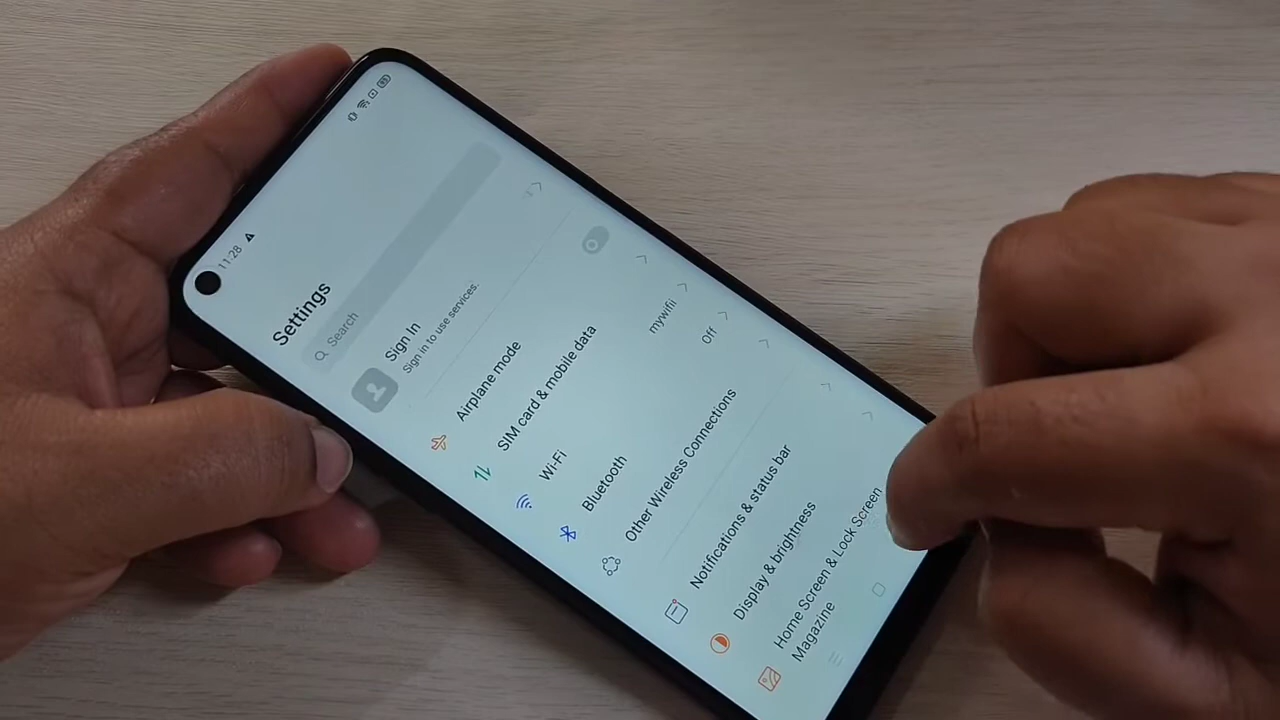 11:28
Settings
Search
Sign In
Sign in to use services.
Airplane mode
SIM card & mobile data
Wi-Fi mywifii
Bluetooth Off
Other Wireless Connections
Notifications & status bar
Display & brightness
Home Screen & Lock Screen
Magazine